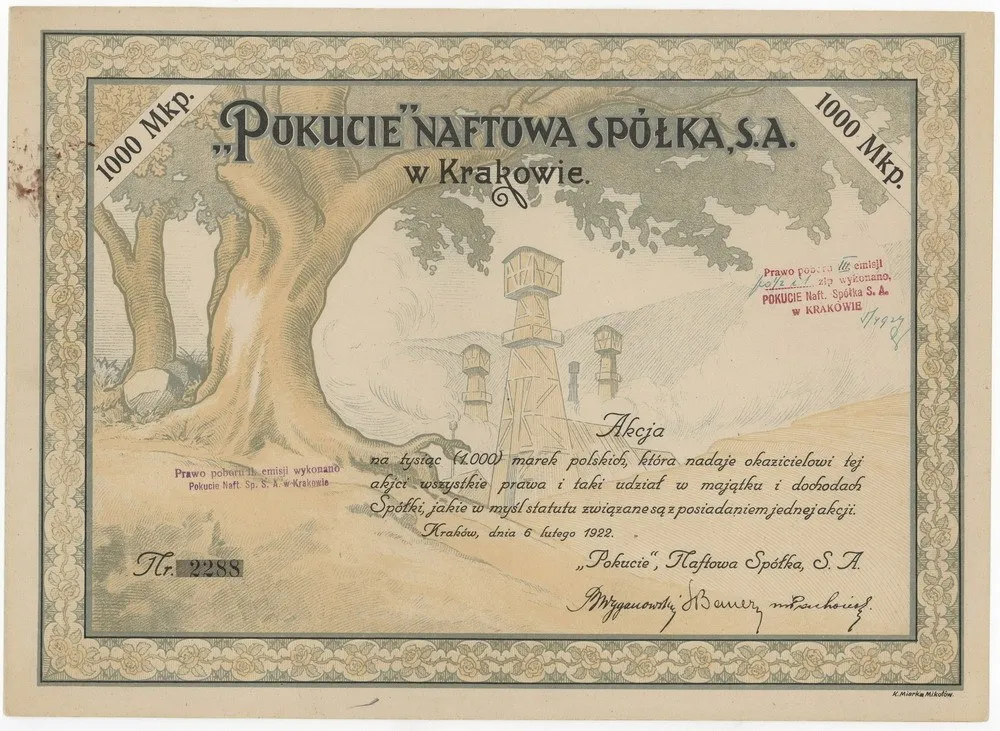 1000 Mkp.
1000 Mkp.
„POKUCIE” NAFTOWA SPÓŁKA, S.A.
w Krakowie.
Prawo poboru III emisji
zlp wykonano,
POKUCIE Naft. Spółka S. A.
w KRAKOWIE
Akcja
na tysiąc (1.000) marek polskich, która nadaje okazicielowi tej
akcji wszystkie prawa i taki udział w majątku i dochodach
Spółki, jakie w myśl statutu związane są z posiadaniem jednej akcji.
Kraków, dnia 6 lutego 1922.
Prawo poboru II. emisji wykonano
Pokucie Naft. Sp. S. A. w Krakowie
Nr. 2288
„Pokucie”, Naftowa Spółka, S. A.
K. Miarka Mikołów.